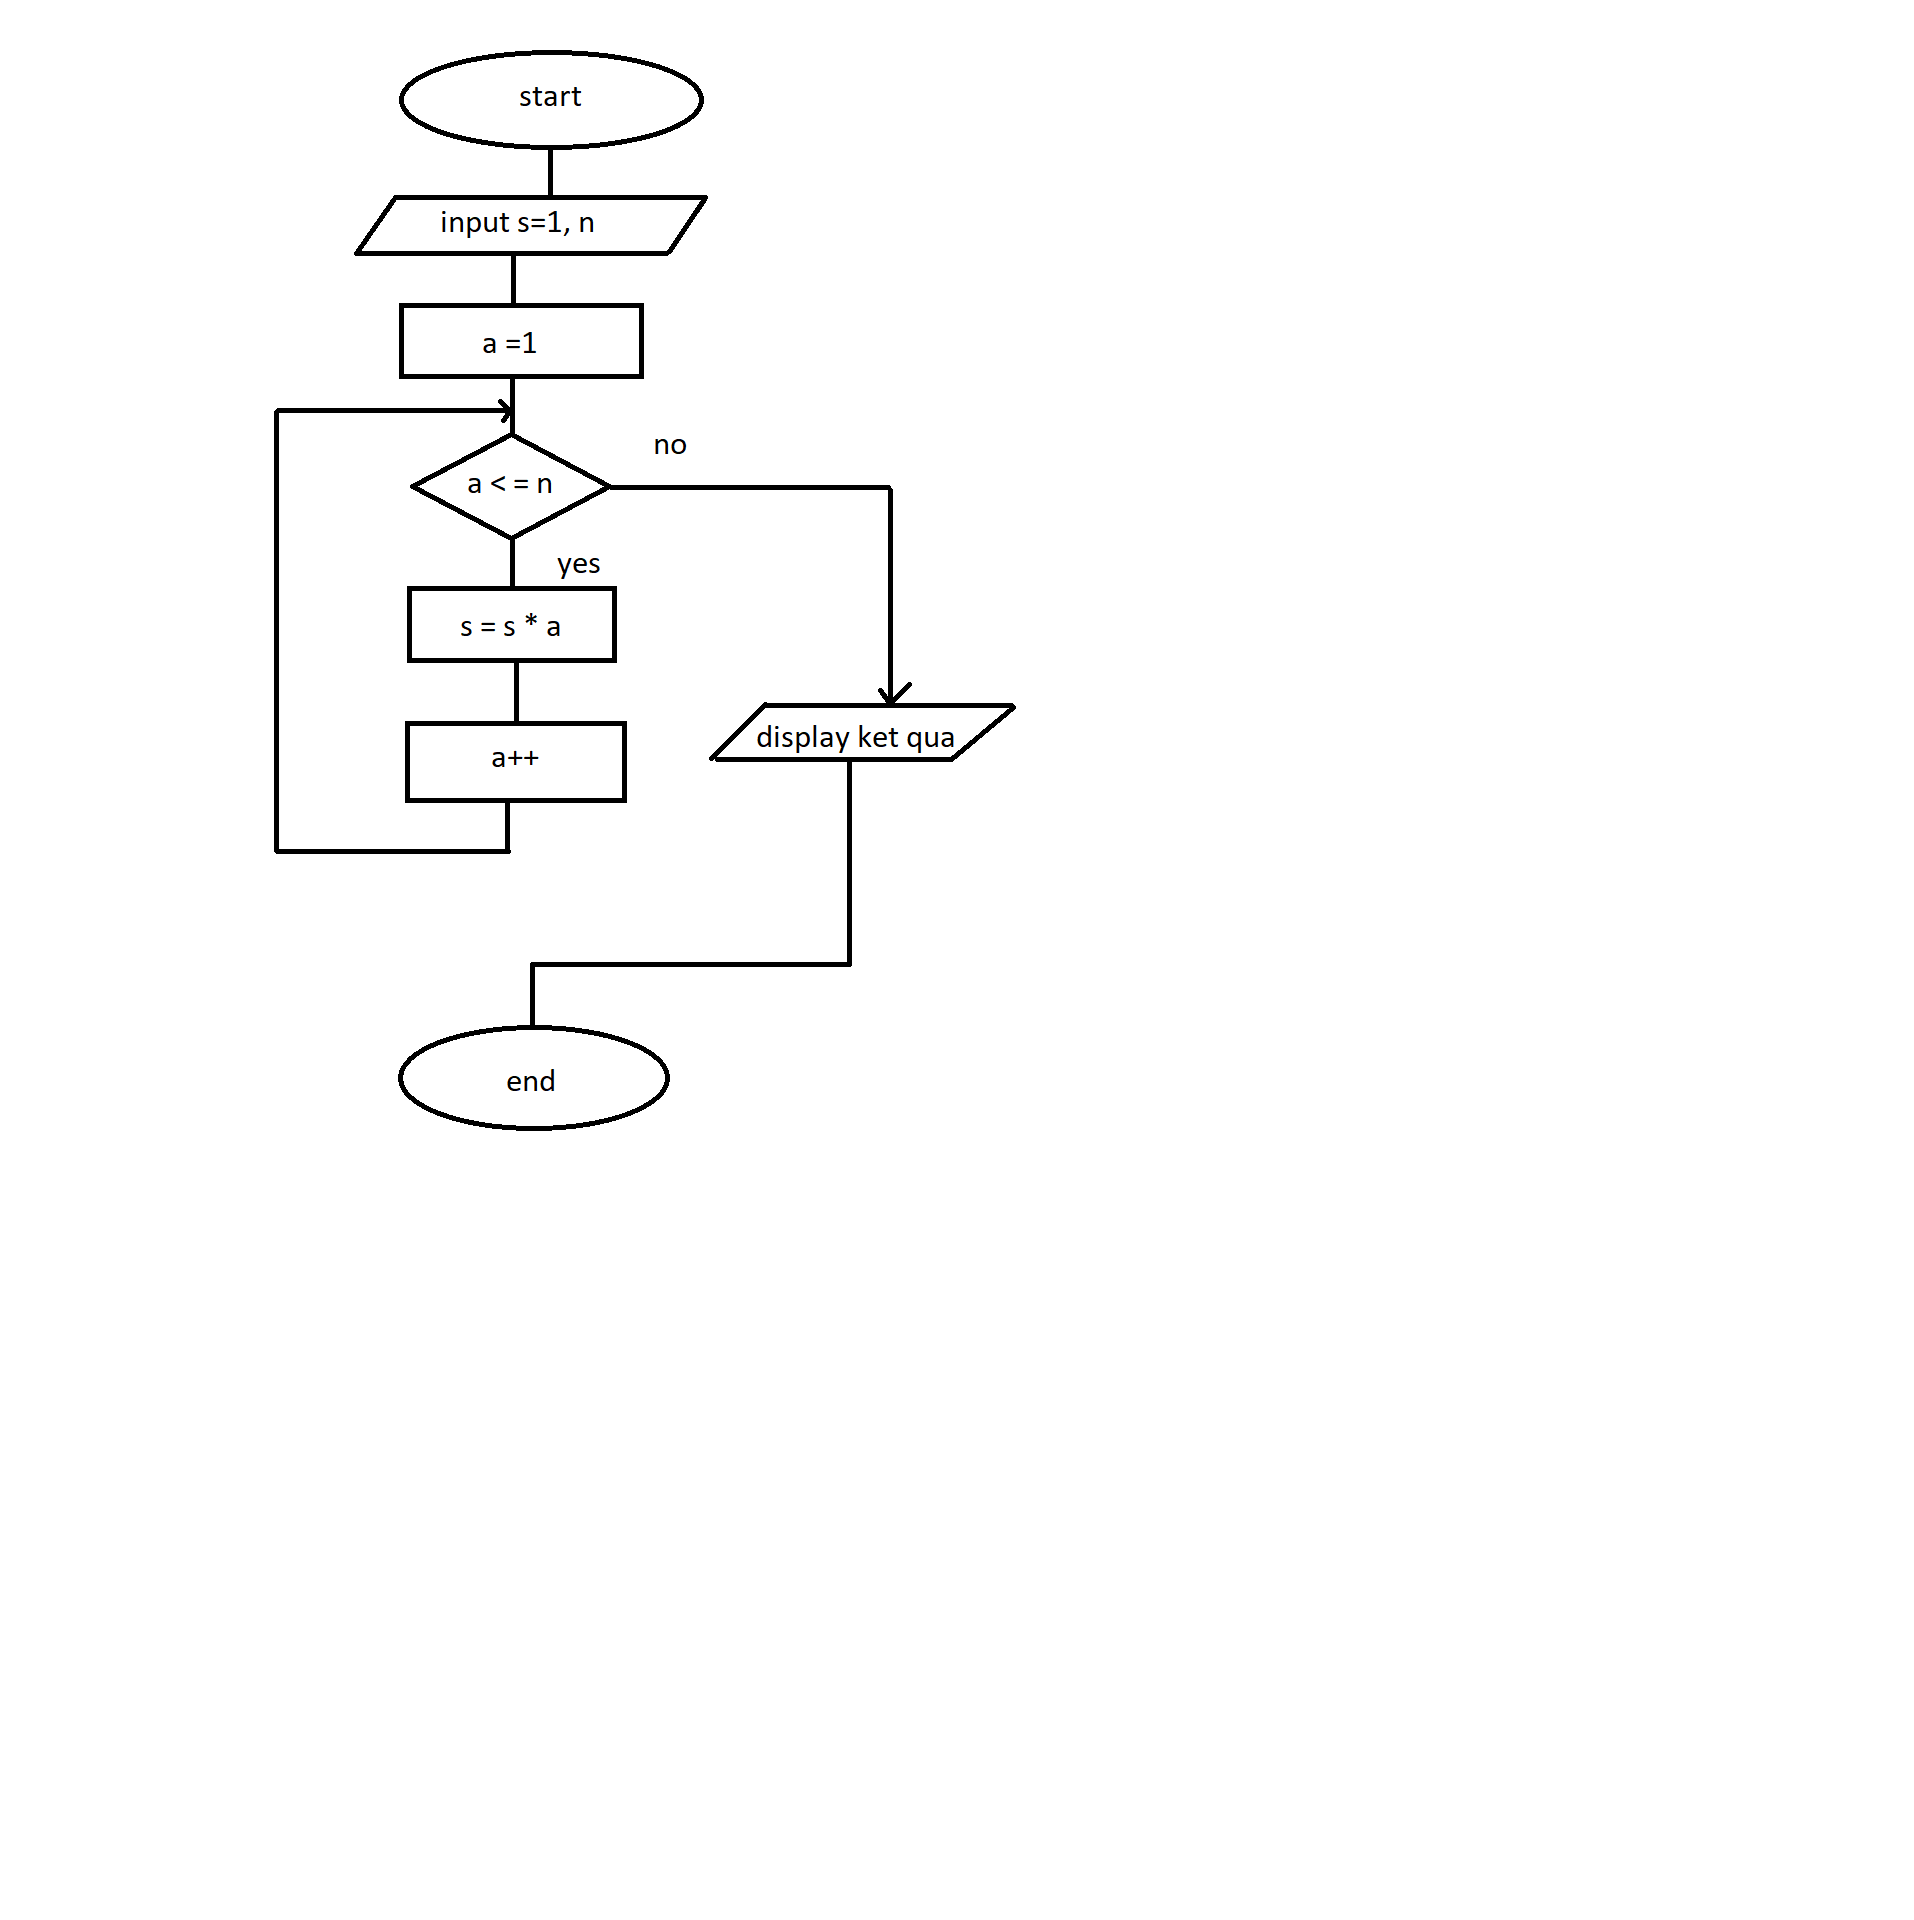 start
input s=1, n
a =1
no
a < = n
yes
s = s * a
a++
display ket qua
end